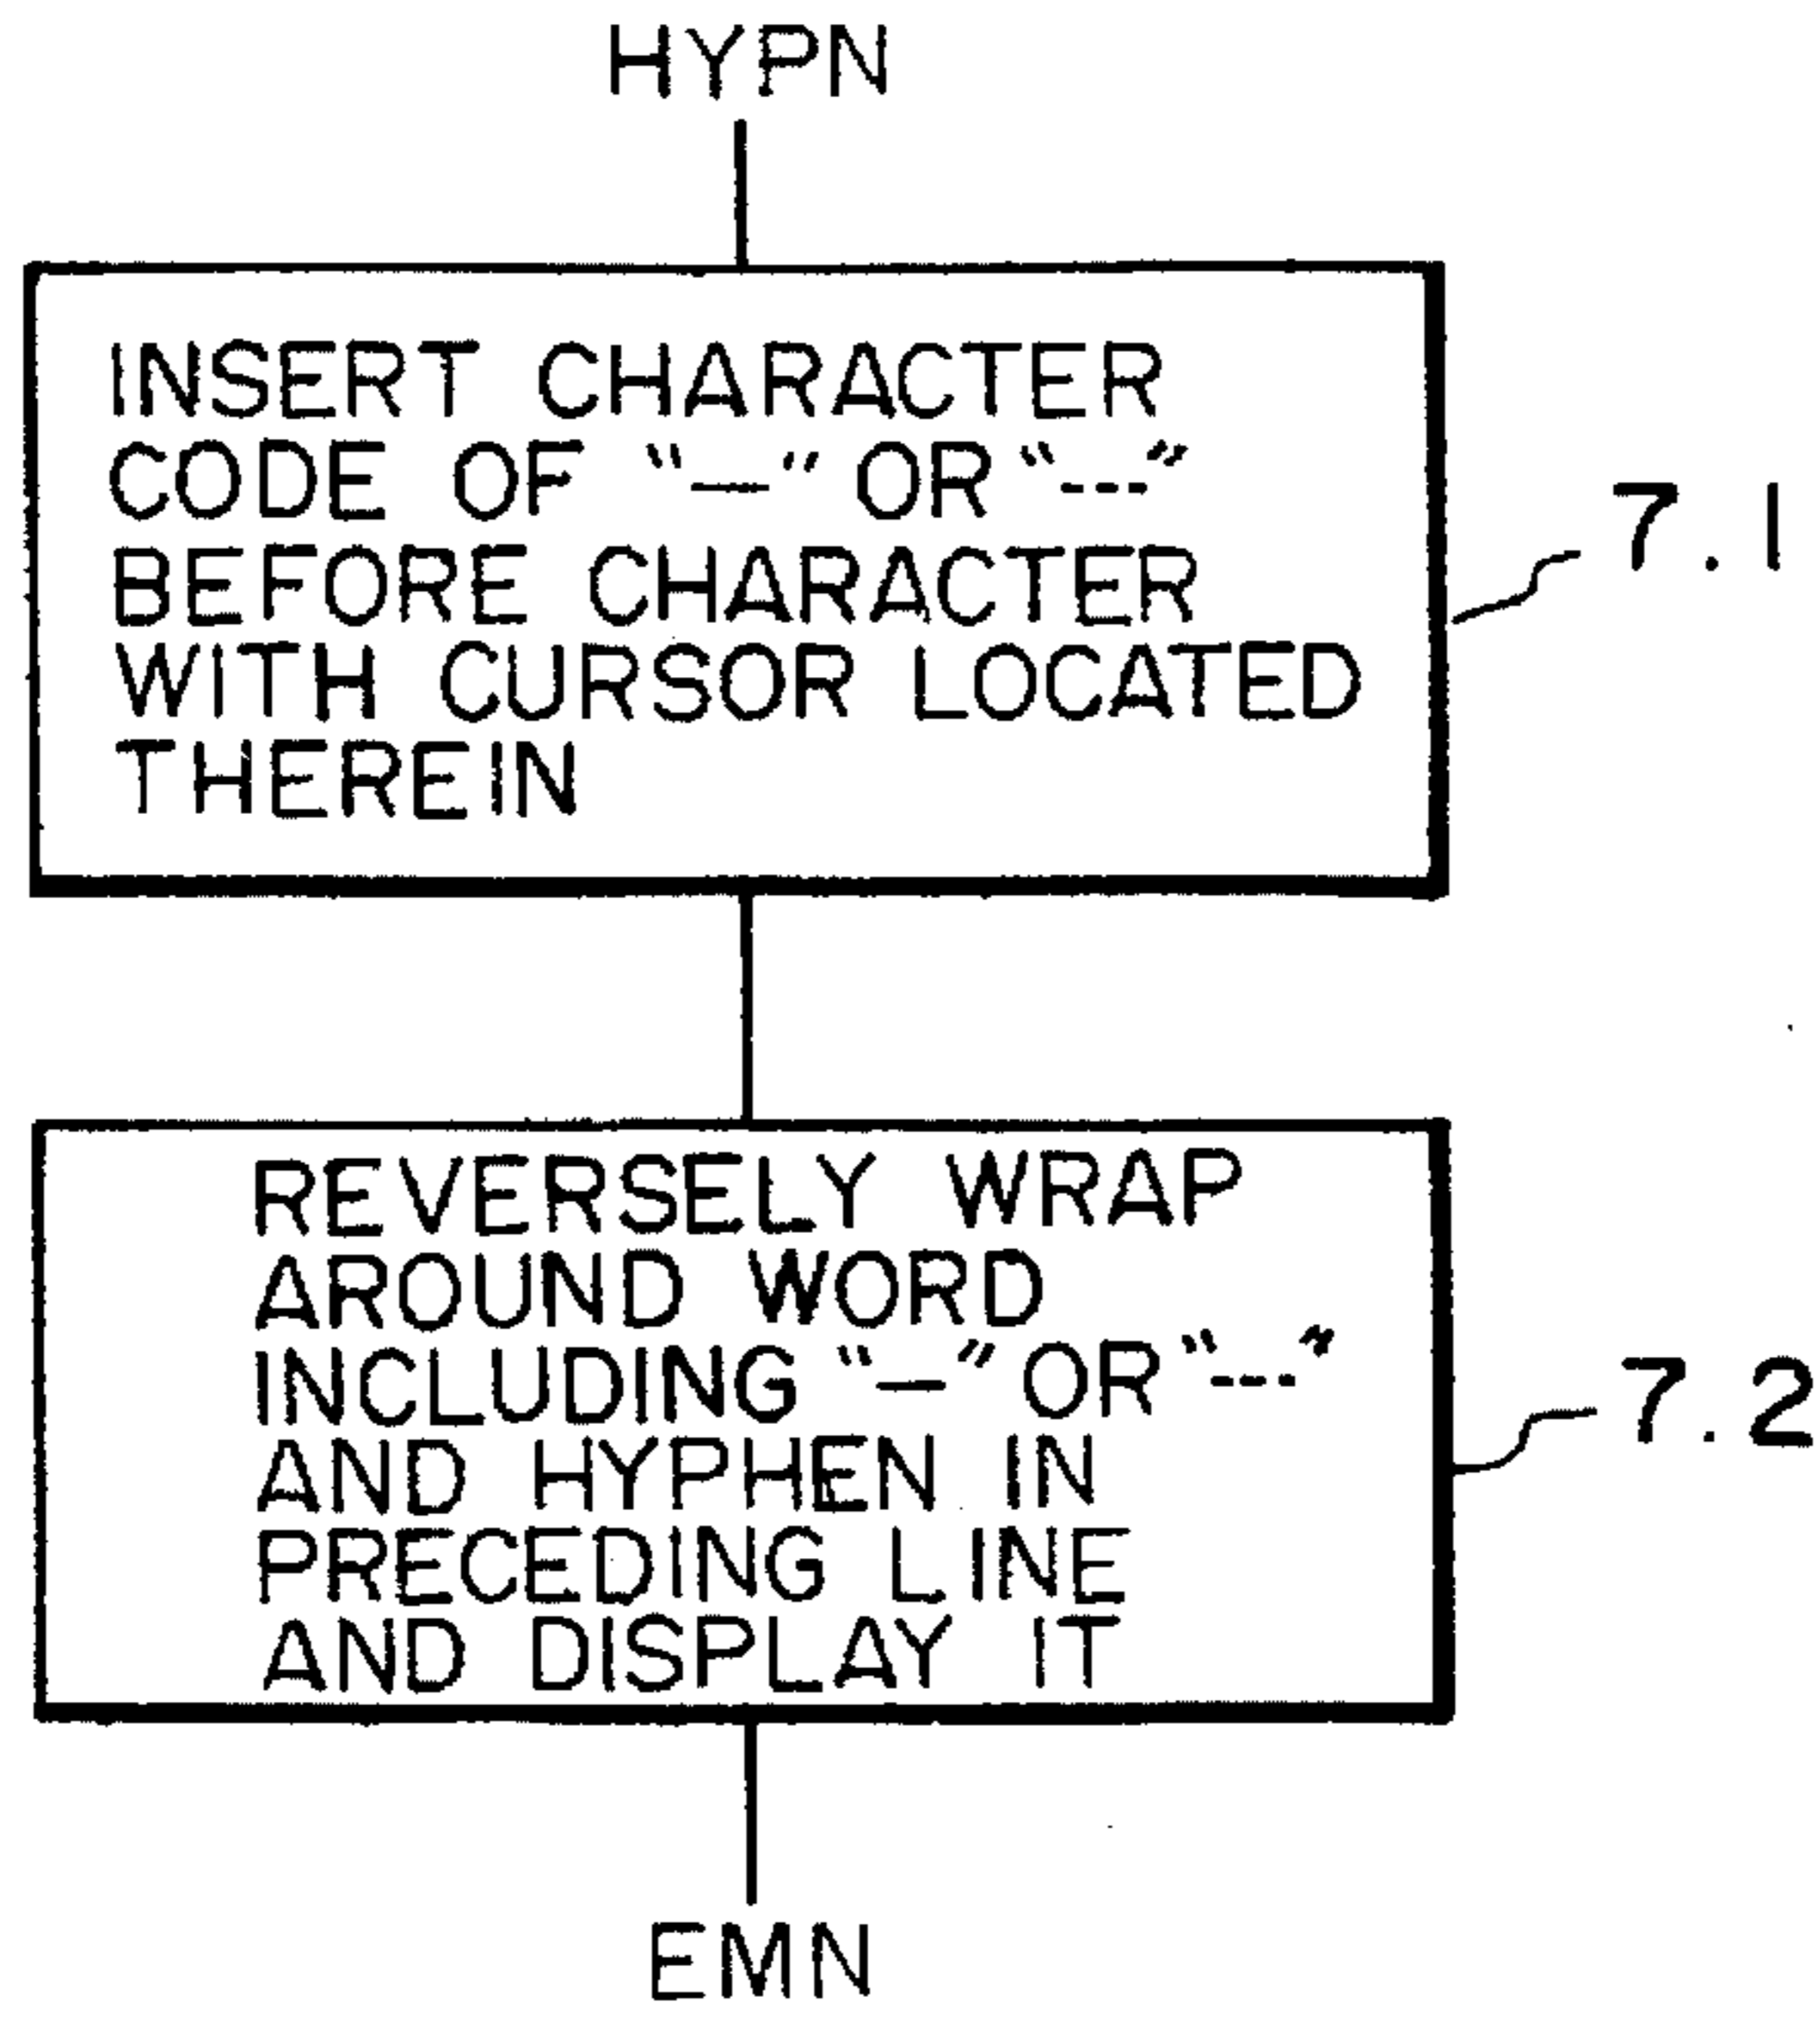 HYPN
INSERT CHARACTER
CODE OF “—” OR “---”
BEFORE CHARACTER
WITH CURSOR LOCATED
THEREIN
7.1
REVERSELY WRAP
AROUND WORD
INCLUDING “—” OR “---”
AND HYPHEN IN
PRECEDING LINE
AND DISPLAY IT
7.2
EMN